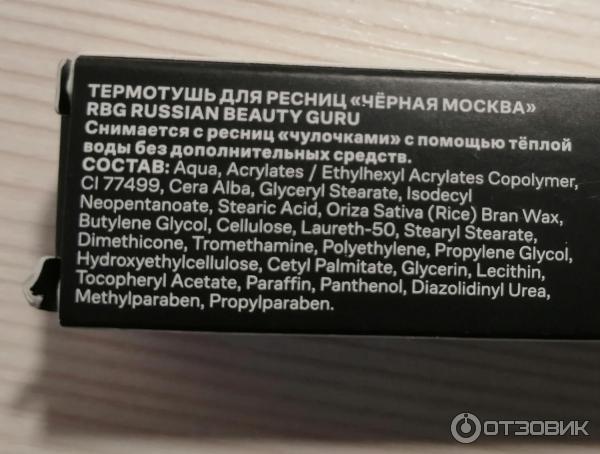 ТЕРМОТУШЬ ДЛЯ РЕСНИЦ «ЧЁРНАЯ МОСКВА»
RBG RUSSIAN BEAUTY GURU
Снимается с ресниц «чулочками» с помощью тёплой
воды без дополнительных средств.
СОСТАВ: Aqua, Acrylates / Ethylhexyl Acrylates Copolymer,
CI 77499, Cera Alba, Glyceryl Stearate, Isodecyl
Neopentanoate, Stearic Acid, Oriza Sativa (Rice) Bran Wax,
Butylene Glycol, Cellulose, Laureth-50, Stearyl Stearate,
Dimethicone, Tromethamine, Polyethylene, Propylene Glycol,
Hydroxyethylcellulose, Cetyl Palmitate, Glycerin, Lecithin,
Tocopheryl Acetate, Paraffin, Panthenol, Diazolidinyl Urea,
Methylparaben, Propylparaben.
ОТЗОВИК